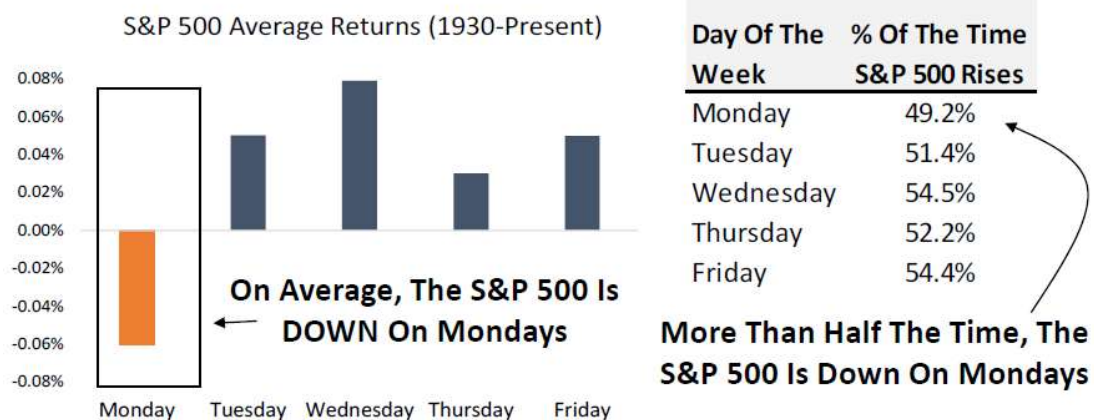 S&P 500 Average Returns (1930-Present)
0.08%
0.06%
0.04%
0.02%
0.00%
-0.02%
-0.04%
-0.06%
-0.08%
Monday Tuesday Wednesday Thursday Friday
On Average, The S&P 500 Is
DOWN On Mondays
Day Of The % Of The Time
Week S&P 500 Rises
Monday 49.2%
Tuesday 51.4%
Wednesday 54.5%
Thursday 52.2%
Friday 54.4%
More Than Half The Time, The
S&P 500 Is Down On Mondays